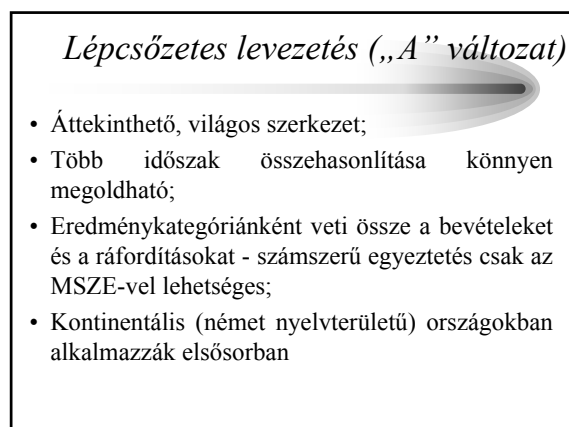 Lépcsőzetes levezetés („A” változat)
• Áttekinthető, világos szerkezet;
• Több időszak összehasonlítása könnyen
megoldható;
• Eredménykategóriánként veti össze a bevételeket
és a ráfordításokat - számszerű egyeztetés csak az
MSZE-vel lehetséges;
• Kontinentális (német nyelvterületű) országokban
alkalmazzák elsősorban